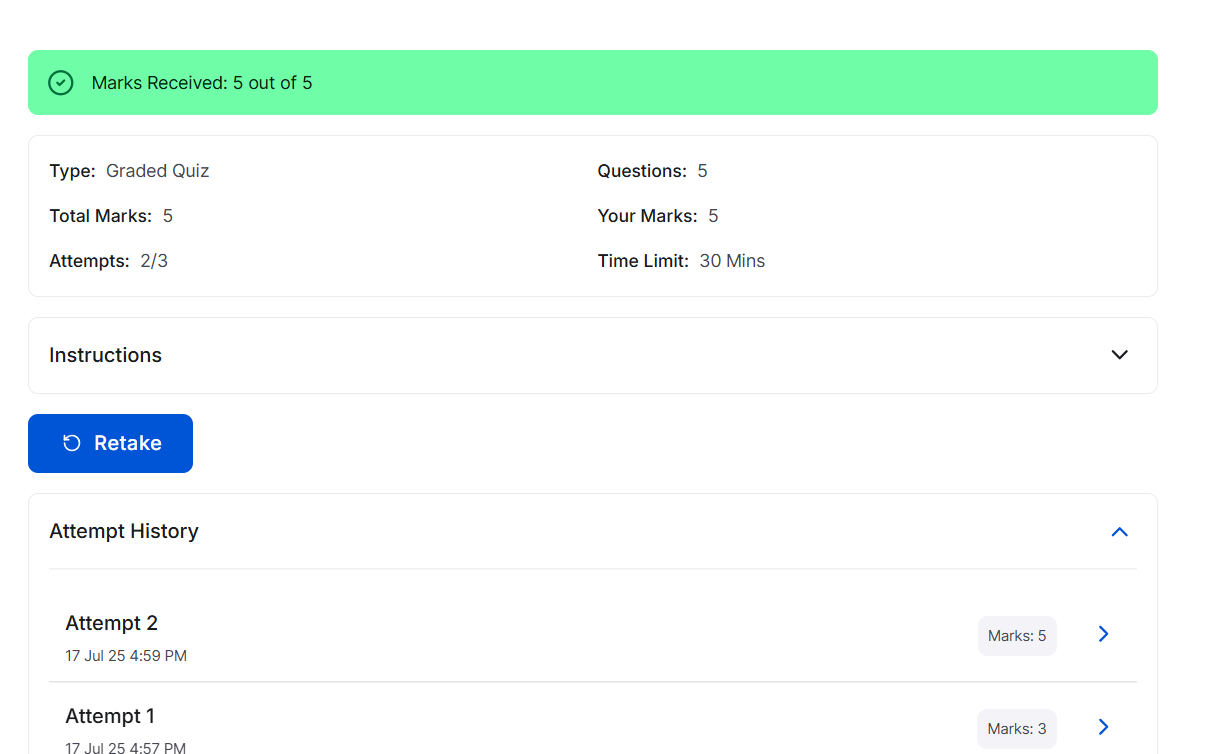 Marks Received: 5 out of 5
Type: Graded Quiz
Questions: 5
Total Marks: 5
Your Marks: 5
Attempts: 2/3
Time Limit: 30 Mins
Instructions
Retake
Attempt History
Attempt 2
Marks: 5
17 Jul 25 4:59 PM
Attempt 1
Marks: 3
17 Jul 25 4:57 PM